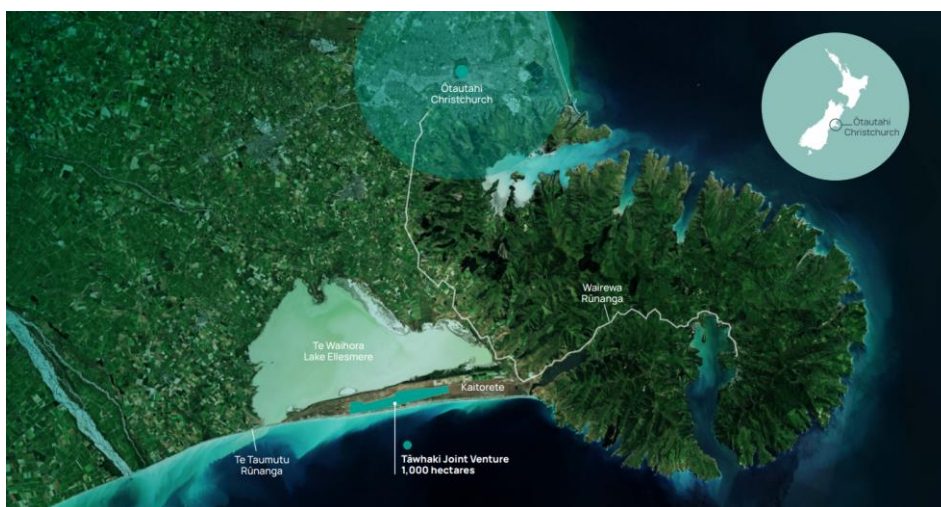 Ōtautahi
Christchurch
Ōtautahi
Christchurch
Wairewa
Rūnanga
Te Waihora
Lake Ellesmere
Kaitorete
Te Taumutu
Rūnanga
Tāwhaki Joint Venture
1,000 hectares